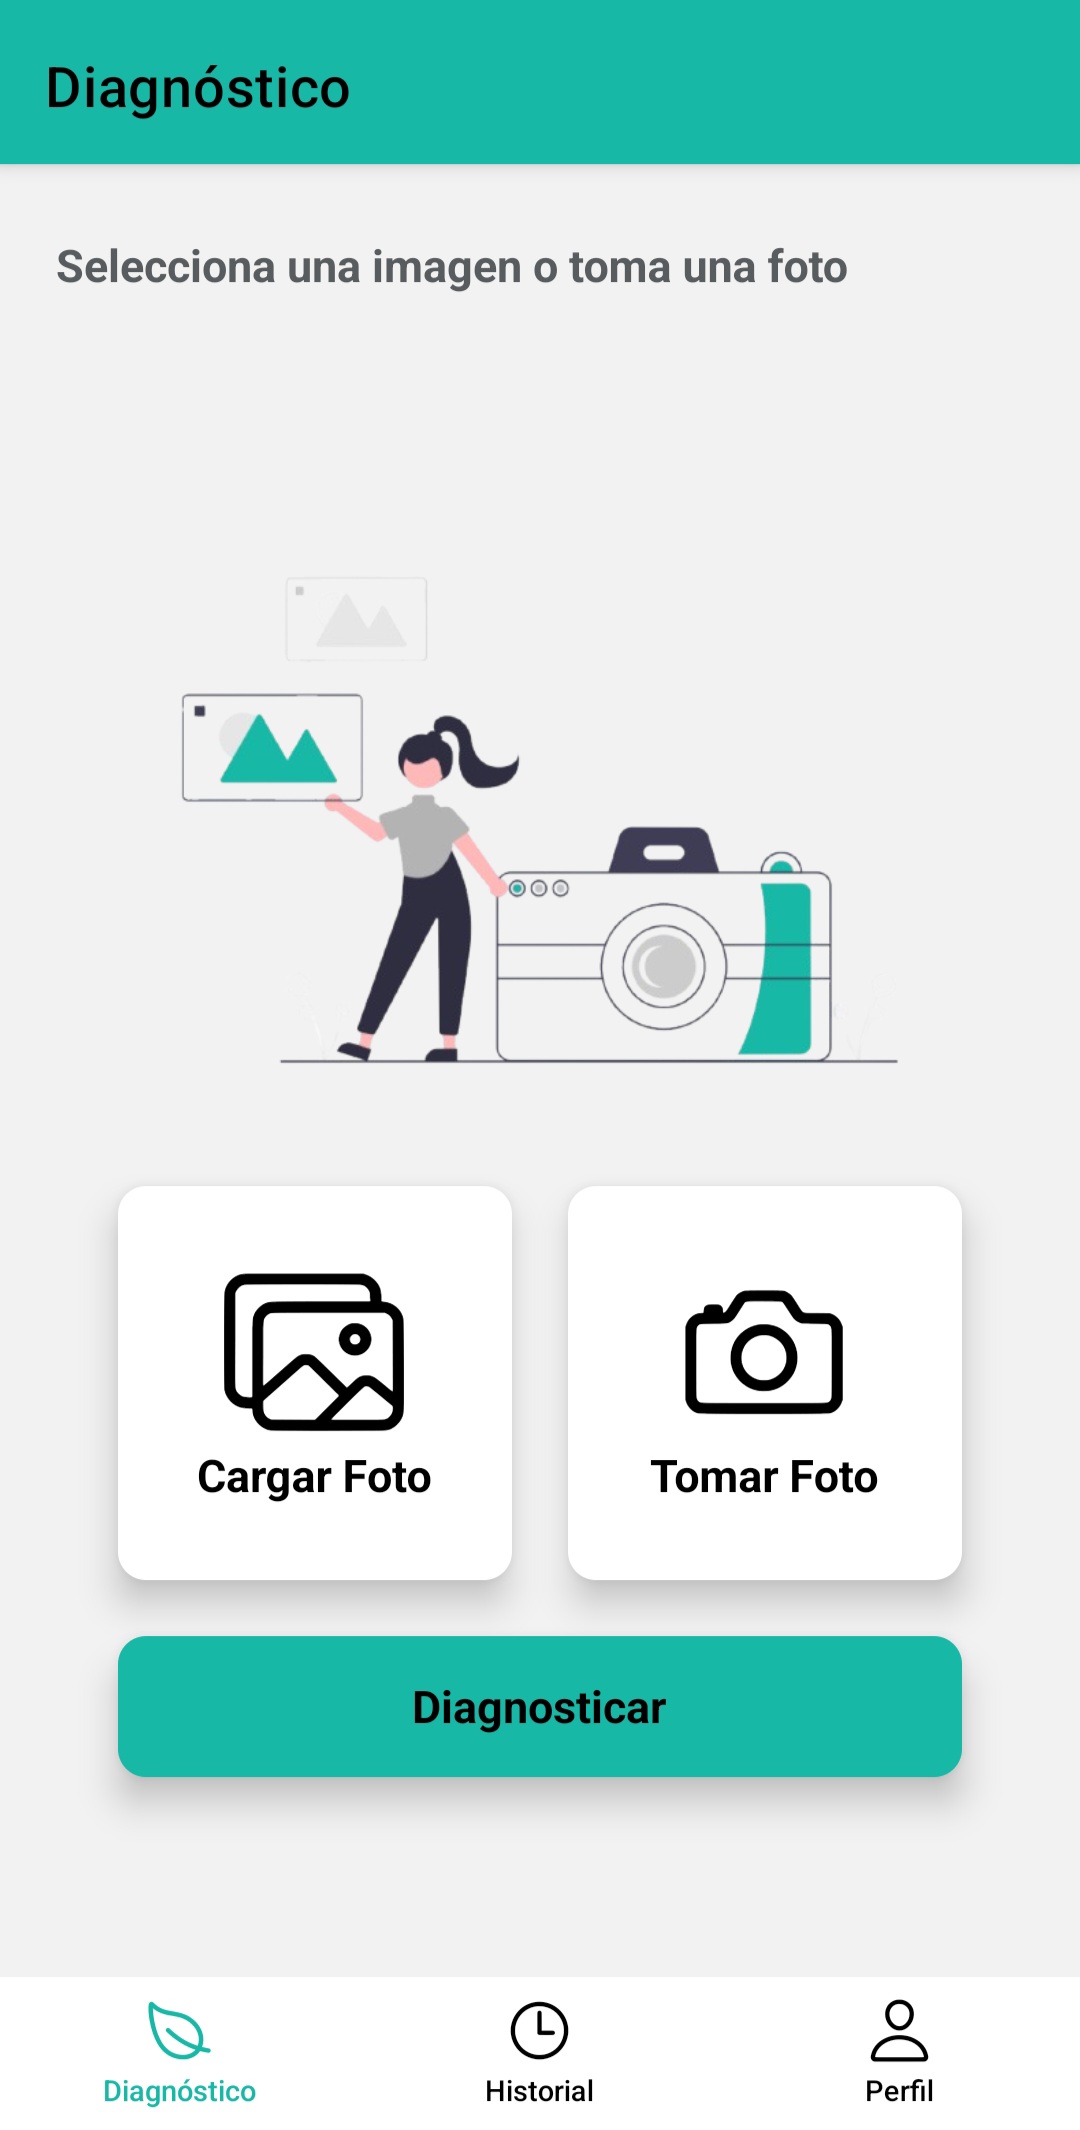 Diagnóstico
Selecciona una imagen o toma una foto
Cargar Foto
Tomar Foto
Diagnosticar
Diagnóstico
Historial
Perfil